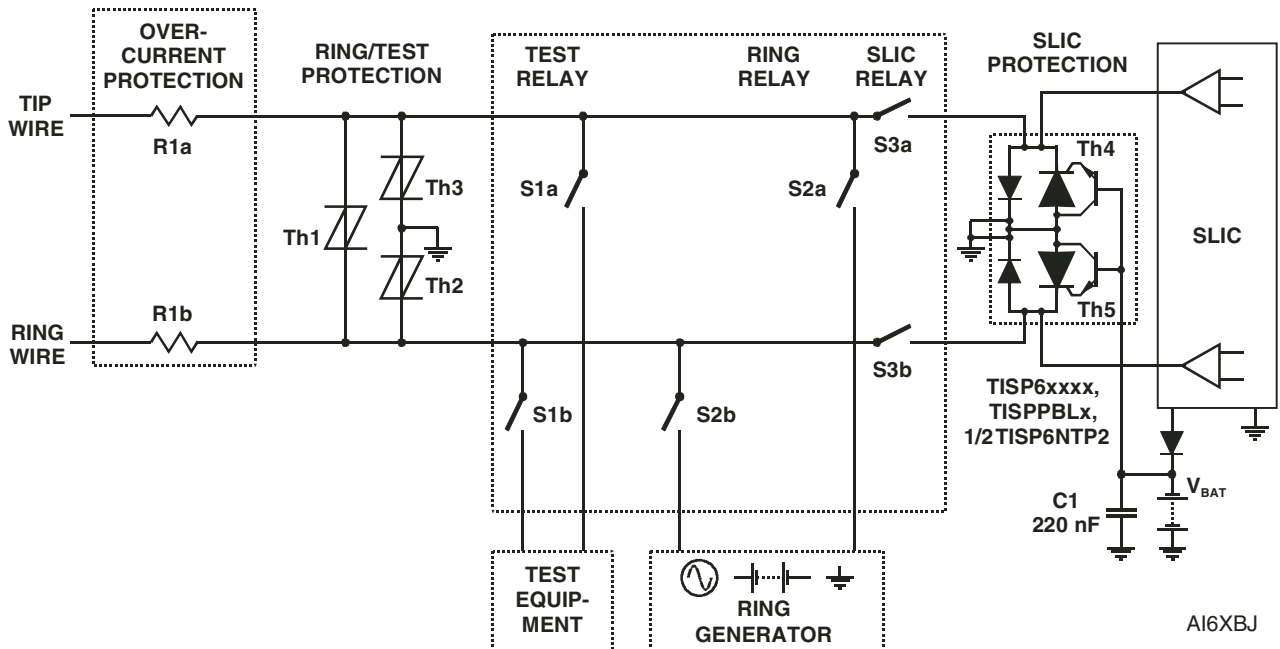 OVER-
CURRENT
PROTECTION
RING/TEST
PROTECTION
TEST
RELAY
RING
RELAY
SLIC
RELAY
SLIC
PROTECTION
TIP
WIRE
R1a
Th3
Th1
Th2
S1a
S2a
S3a
Th4
SLIC
Th5
RING
WIRE
R1b
S3b
S1b
S2b
TISP6xxxx,
TISPPBLx,
1/2TISP6NTP2
C1
220 nF
VBAT
TEST
EQUIP-
MENT
RING
GENERATOR
AI6XBJ